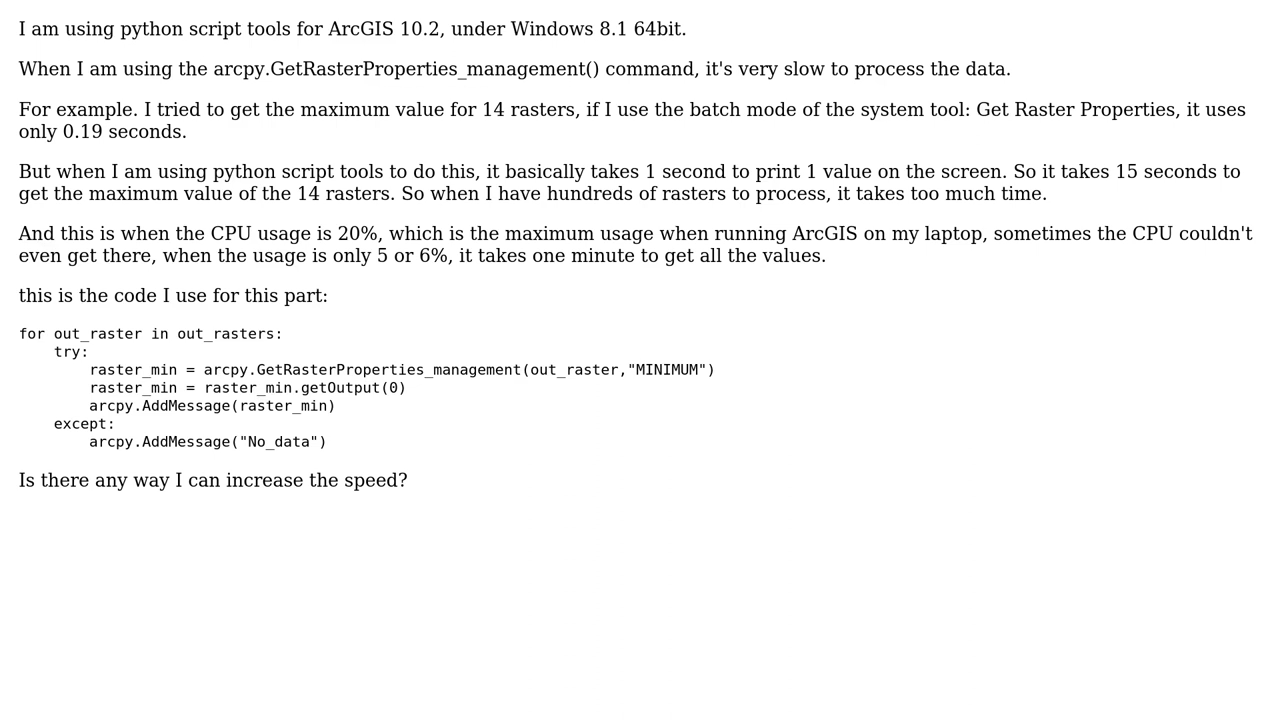 I am using python script tools for ArcGIS 10.2, under Windows 8.1 64bit.
When I am using the arcpy.GetRasterProperties_management() command, it's very slow to process the data.
For example. I tried to get the maximum value for 14 rasters, if I use the batch mode of the system tool: Get Raster Properties, it uses
only 0.19 seconds.
But when I am using python script tools to do this, it basically takes 1 second to print 1 value on the screen. So it takes 15 seconds to
get the maximum value of the 14 rasters. So when I have hundreds of rasters to process, it takes too much time.
And this is when the CPU usage is 20%, which is the maximum usage when running ArcGIS on my laptop, sometimes the CPU couldn't
even get there, when the usage is only 5 or 6%, it takes one minute to get all the values.
this is the code I use for this part:
for out_raster in out_rasters:
    try:
        raster_min = arcpy.GetRasterProperties_management(out_raster,"MINIMUM")
        raster_min = raster_min.getOutput(0)
        arcpy.AddMessage(raster_min)
    except:
        arcpy.AddMessage("No_data")
Is there any way I can increase the speed?